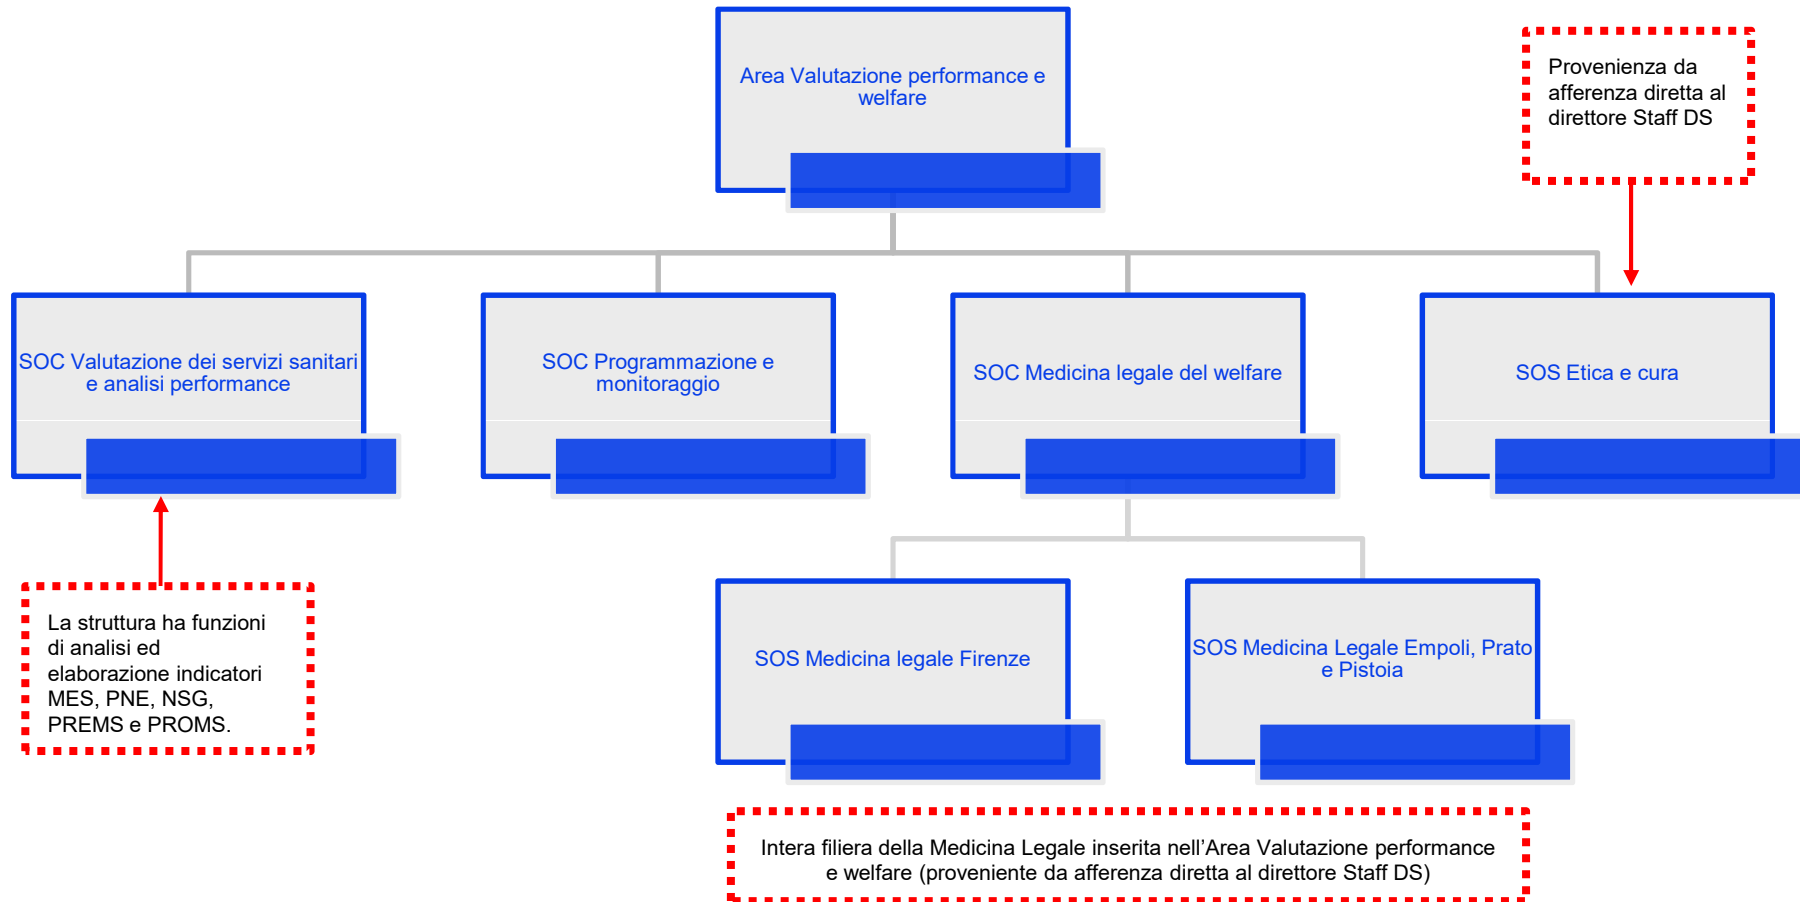 Area Valutazione performance e
welfare
Provenienza da
afferenza diretta al
direttore Staff DS
SOC Valutazione dei servizi sanitari
e analisi performance
SOC Programmazione e
monitoraggio
SOC Medicina legale del welfare
SOS Etica e cura
La struttura ha funzioni
di analisi ed
elaborazione indicatori
MES, PNE, NSG,
PREMS e PROMS.
SOS Medicina legale Firenze
SOS Medicina Legale Empoli, Prato
e Pistoia
Intera filiera della Medicina Legale inserita nell’Area Valutazione performance
e welfare (proveniente da afferenza diretta al direttore Staff DS)